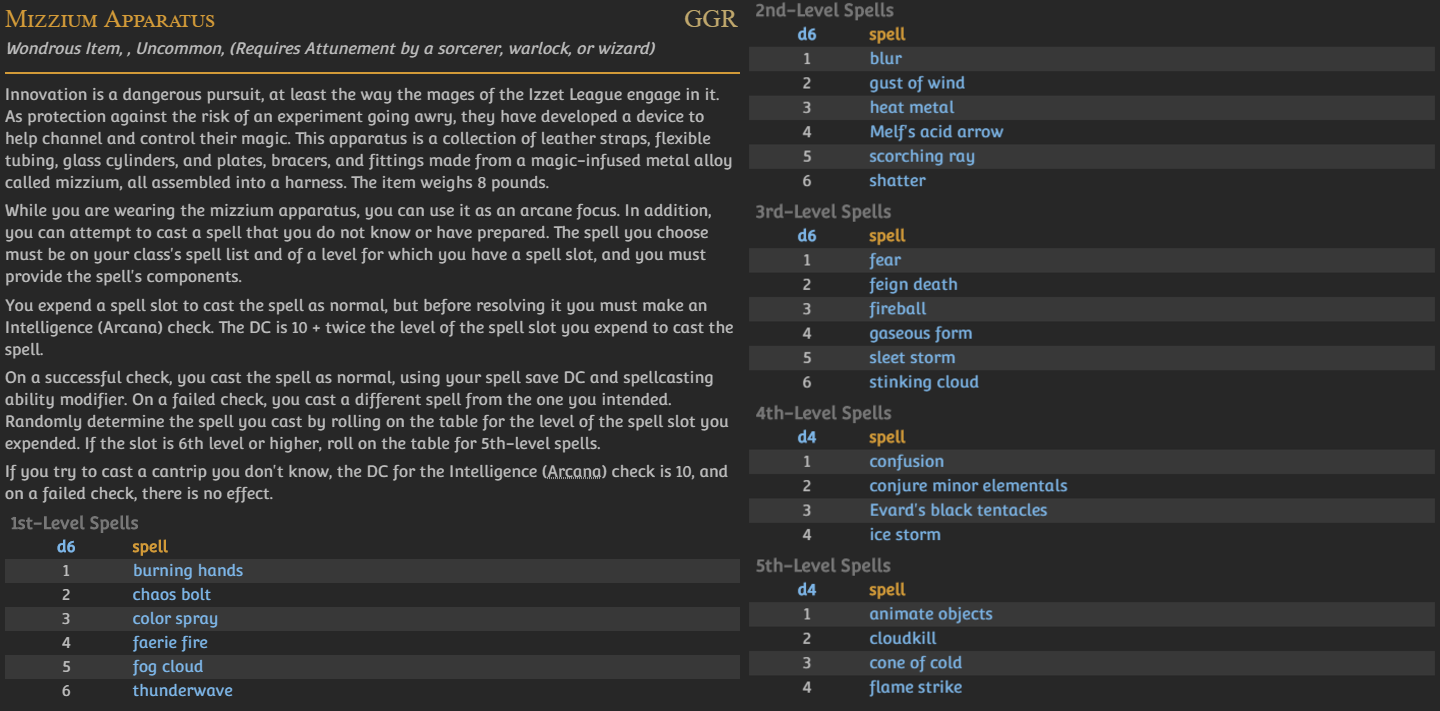 Mizzium Apparatus GGR
Wondrous Item, , Uncommon, (Requires Attunement by a sorcerer, warlock, or wizard)
Innovation is a dangerous pursuit, at least the way the mages of the Izzet League engage in it.
As protection against the risk of an experiment going awry, they have developed a device to
help channel and control their magic. This apparatus is a collection of leather straps, flexible
tubing, glass cylinders, and plates, bracers, and fittings made from a magic-infused metal alloy
called mizzium, all assembled into a harness. The item weighs 8 pounds.
While you are wearing the mizzium apparatus, you can use it as an arcane focus. In addition,
you can attempt to cast a spell that you do not know or have prepared. The spell you choose
must be on your class's spell list and of a level for which you have a spell slot, and you must
provide the spell's components.
You expend a spell slot to cast the spell as normal, but before resolving it you must make an
Intelligence (Arcana) check. The DC is 10 + twice the level of the spell slot you expend to cast the
spell.
On a successful check, you cast the spell as normal, using your spell save DC and spellcasting
ability modifier. On a failed check, you cast a different spell from the one you intended.
Randomly determine the spell you cast by rolling on the table for the level of the spell slot you
expended. If the slot is 6th level or higher, roll on the table for 5th-level spells.
If you try to cast a cantrip you don't know, the DC for the Intelligence (Arcana) check is 10, and
on a failed check, there is no effect.
1st-Level Spells
d6 spell
1 burning hands
2 chaos bolt
3 color spray
4 faerie fire
5 fog cloud
6 thunderwave
2nd-Level Spells
d6 spell
1 blur
2 gust of wind
3 heat metal
4 Melf's acid arrow
5 scorching ray
6 shatter
3rd-Level Spells
d6 spell
1 fear
2 feign death
3 fireball
4 gaseous form
5 sleet storm
6 stinking cloud
4th-Level Spells
d4 spell
1 confusion
2 conjure minor elementals
3 Evard's black tentacles
4 ice storm
5th-Level Spells
d4 spell
1 animate objects
2 cloudkill
3 cone of cold
4 flame strike